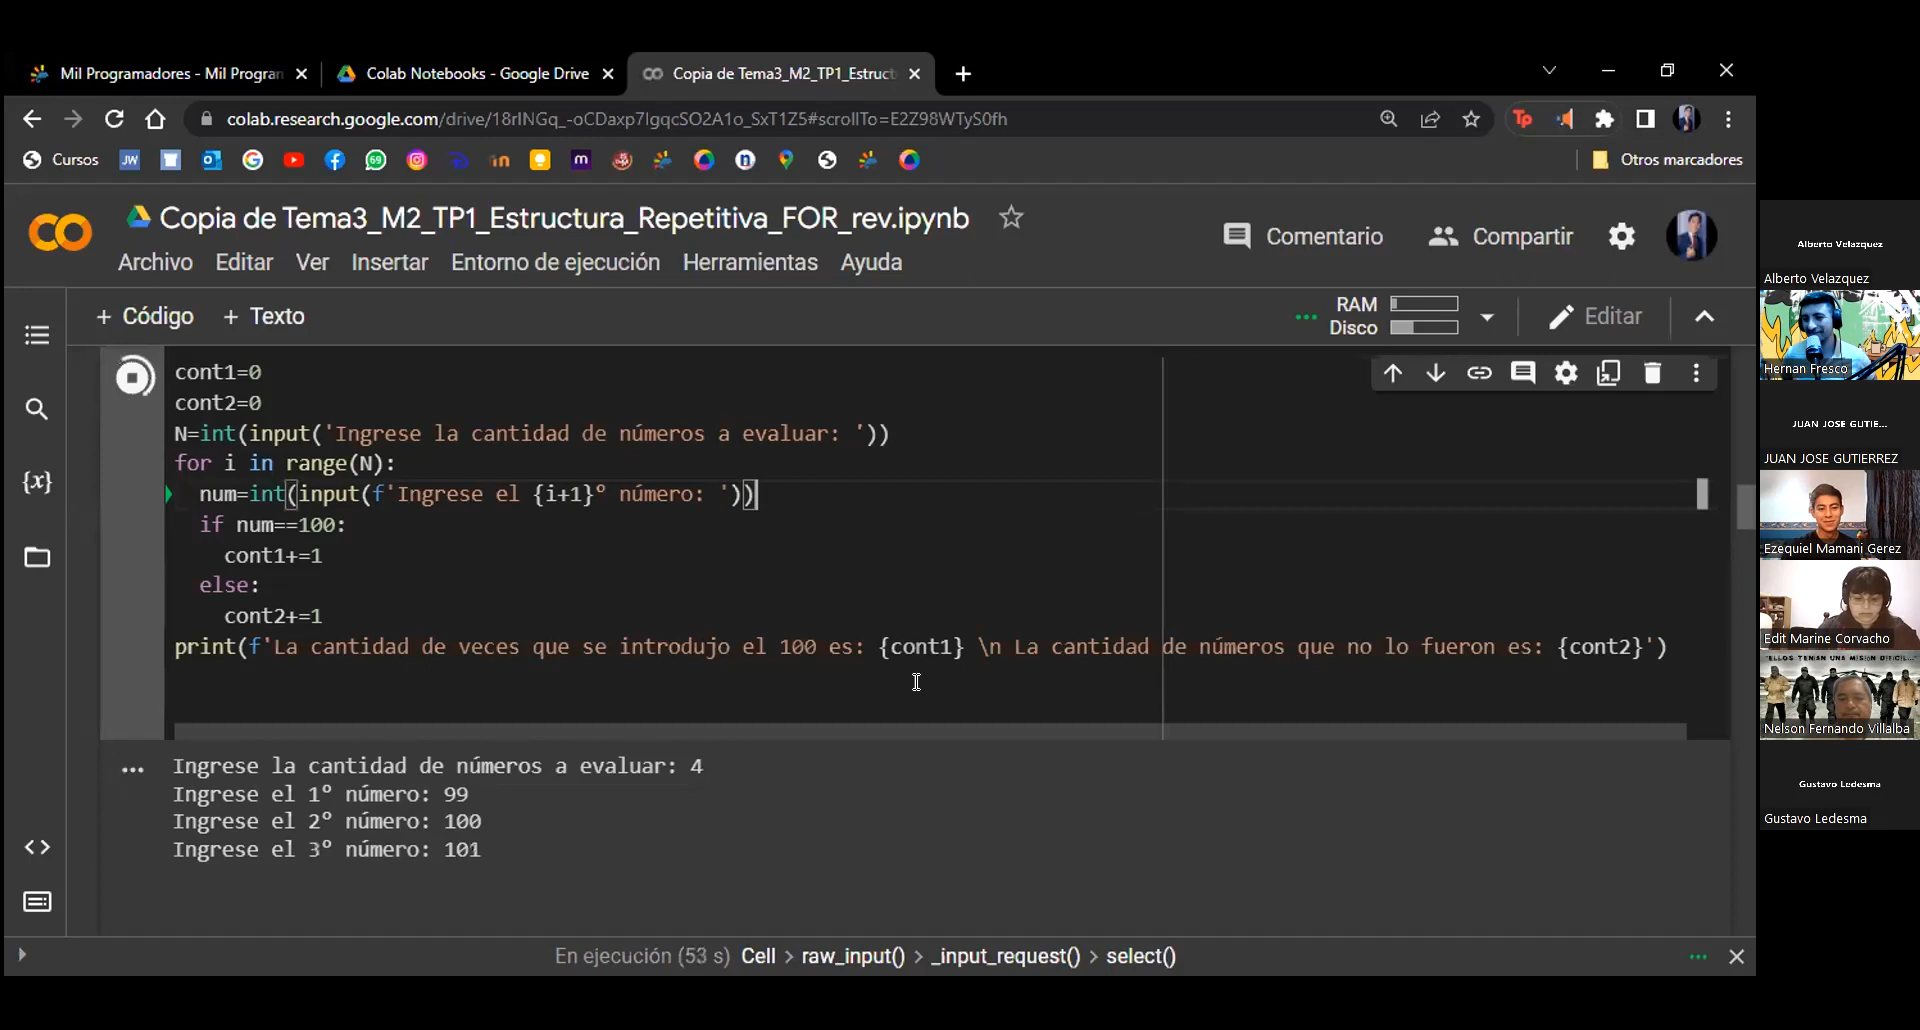 Mil Programadores - Mil Progran
Colab Notebooks - Google Drive
Copia de Tema3_M2_TP1_Estruct
colab.research.google.com/drive/18rINGq_-oCDaxp7IgqcSO2A1o_SxT1Z5#scrollTo=E2Z98WTyS0fh
Cursos
Otros marcadores
Copia de Tema3_M2_TP1_Estructura_Repetitiva_FOR_rev.ipynb
Comentario
Compartir
Archivo Editar Ver Insertar Entorno de ejecución Herramientas Ayuda
+ Código + Texto
RAM
Disco
Editar
cont1=0
cont2=0
N=int(input('Ingrese la cantidad de números a evaluar: '))
for i in range(N):
num=int(input(f'Ingrese el {i+1}º número: '))
if num==100:
cont1+=1
else:
cont2+=1
print(f'La cantidad de veces que se introdujo el 100 es: {cont1} \n La cantidad de números que no lo fueron es: {cont2}')
Ingrese la cantidad de números a evaluar: 4
Ingrese el 1º número: 99
Ingrese el 2º número: 100
Ingrese el 3º número: 101
En ejecución (53 s) Cell > raw_input() > _input_request() > select()
Alberto Velazquez
Alberto Velazquez
Hernan Fresco
JUAN JOSE GUTIE...
JUAN JOSE GUTIERREZ
Ezequiel Mamani Gerez
Edit Marine Corvacho
"ELLOS TENIAN UNA MISION DIFICIL..."
Nelson Fernando Villalba
Gustavo Ledesma
Gustavo Ledesma